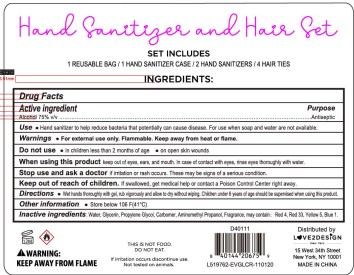 Hand Sanitizer and Hair Set
SET INCLUDES
1 REUSABLE BAG / 1 HAND SANITIZER CASE / 2 HAND SANITIZERS / 4 HAIR TIES
INGREDIENTS:
Drug Facts
Active ingredient Purpose
Alcohol 75% v/v Antiseptic
Use • Hand sanitizer to help reduce bacteria that potentially can cause disease. For use when soap and water are not available.
Warnings • For external use only. Flammable. Keep away from heat or flame.
Do not use • in children less than 2 months of age • on open skin wounds
When using this product keep out of eyes, ears, and mouth. In case of contact with eyes, rinse eyes thoroughly with water.
Stop use and ask a doctor if irritation or rash occurs. These may be signs of a serious condition.
Keep out of reach of children. If swallowed, get medical help or contact a Poison Control Center right away.
Directions • Wet hands thoroughly with gel, rub vigorously and allow to dry without wiping. Children under 6 years of age should be supervised when using this product.
Other information • Store below 106 F(41°C)
Inactive ingredients Water, Glycerin, Propylene Glycol, Carbomer, Aminomethyl Propanol, Fragrance, may contain: Red 4, Red 33, Yellow 5, Blue 1.
WARNING:
KEEP AWAY FROM FLAME
THIS IS NOT FOOD.
DO NOT EAT.
If irritation occurs discontinue use.
Not tested on animals.
D40111
8 40144 20675 9
L519762-EVGLCR-110120
Distributed by
LOVE2DESIGN
15 West 34th Street
New York, NY 10001
MADE IN CHINA